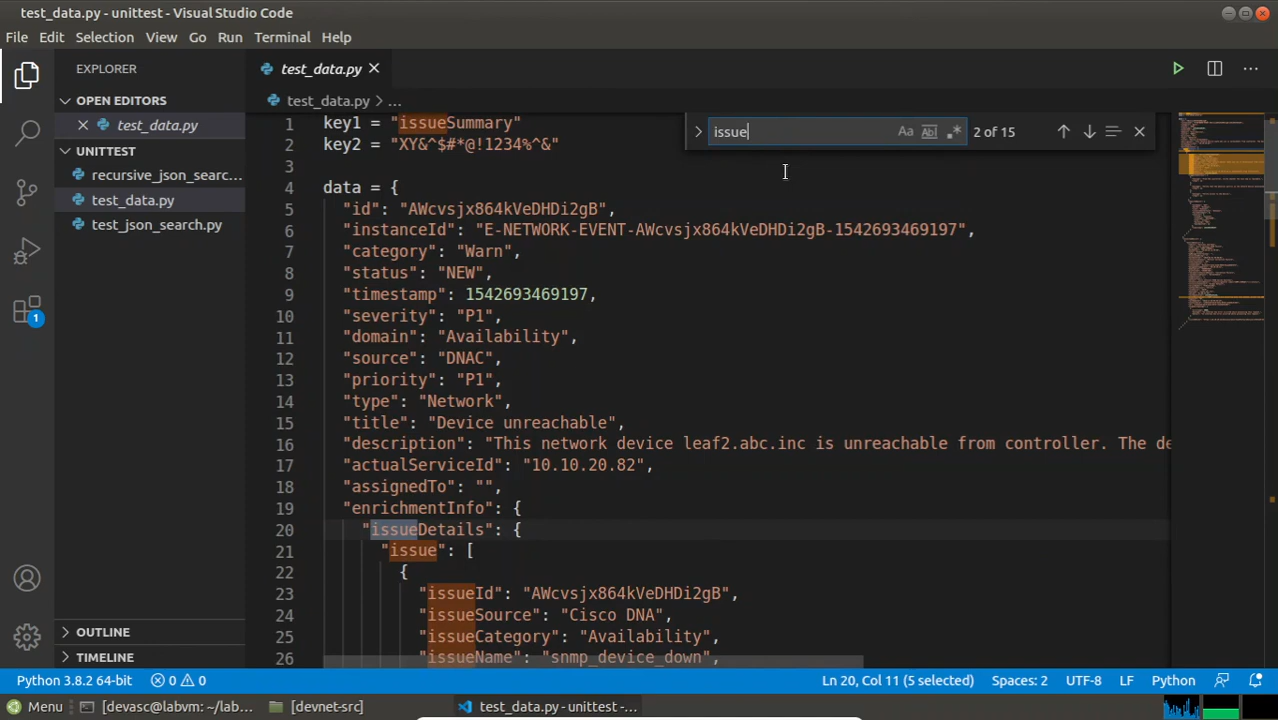 test_data.py - unittest - Visual Studio Code
File Edit Selection View Go Run Terminal Help
EXPLORER
OPEN EDITORS
test_data.py
UNITTEST
recursive_json_searc...
test_data.py
test_json_search.py
OUTLINE
TIMELINE
1
test_data.py
test_data.py > ...
issue
Aa Abl .* 2 of 15
1 key1 = "issueSummary"
2 key2 = "XY&^$#*@!1234%^&"
3
4 data = {
5 "id": "AWcvsjx864kVeDHDi2gB",
6 "instanceId": "E-NETWORK-EVENT-AWcvsjx864kVeDHDi2gB-1542693469197",
7 "category": "Warn",
8 "status": "NEW",
9 "timestamp": 1542693469197,
10 "severity": "P1",
11 "domain": "Availability",
12 "source": "DNAC",
13 "priority": "P1",
14 "type": "Network",
15 "title": "Device unreachable",
16 "description": "This network device leaf2.abc.inc is unreachable from controller. The de
17 "actualServiceId": "10.10.20.82",
18 "assignedTo": "",
19 "enrichmentInfo": {
20 "issueDetails": {
21 "issue": [
22 {
23 "issueId": "AWcvsjx864kVeDHDi2gB",
24 "issueSource": "Cisco DNA",
25 "issueCategory": "Availability",
26 "issueName": "snmp_device_down",
Python 3.8.2 64-bit 0 0 Ln 20, Col 11 (5 selected) Spaces: 2 UTF-8 LF Python
Menu [devasc@labvm: ~/lab... [devnet-src] test_data.py - unittest -...